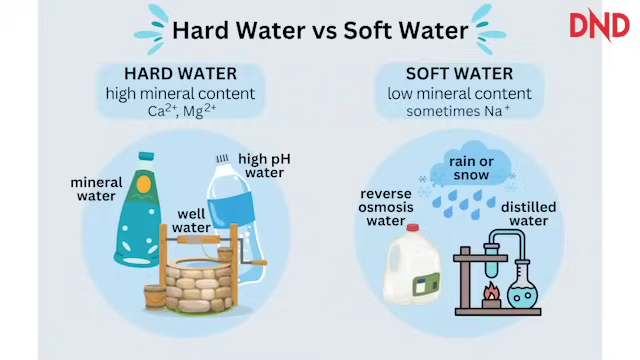 Hard Water vs Soft Water
DND
HARD WATER
high mineral content
Ca²⁺, Mg²⁺
SOFT WATER
low mineral content
sometimes Na⁺
mineral
water
high pH
water
well
water
rain or
snow
reverse
osmosis
water
distilled
water